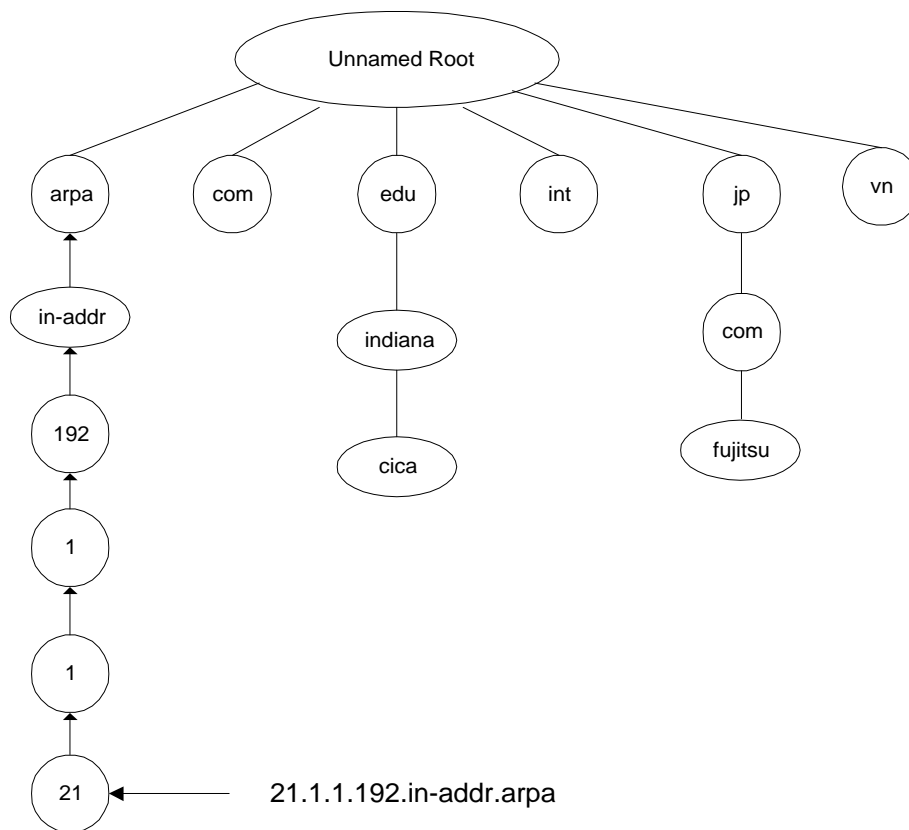 Unnamed Root
arpa
com
edu
int
jp
vn
in-addr
indiana
com
192
cica
fujitsu
1
1
21
21.1.1.192.in-addr.arpa